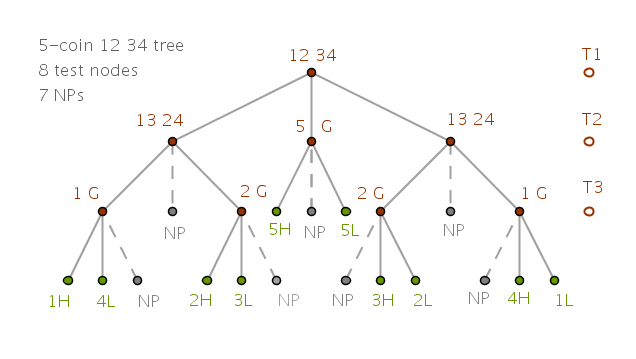 5-coin 12 34 tree
8 test nodes
7 NPs
12 34
T1
13 24
5 G
13 24
T2
1 G
2 G
2 G
1 G
T3
NP
5H
NP
5L
NP
1H
4L
NP
2H
3L
NP
NP
3H
2L
NP
4H
1L